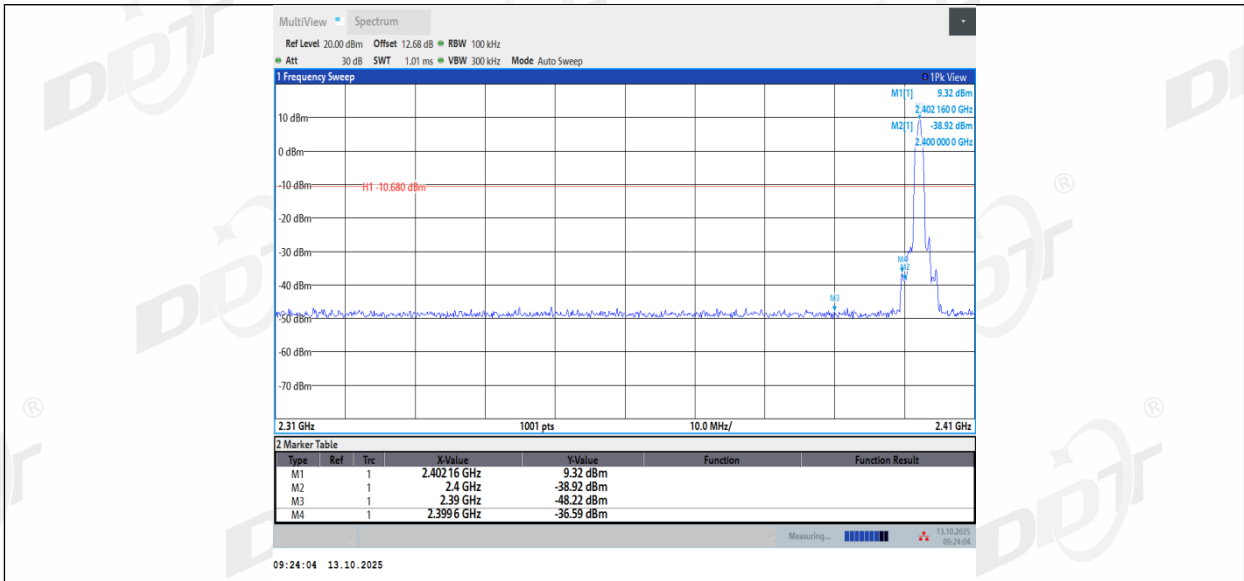 MultiView Spectrum
Ref Level 20.00 dBm Offset 12.68 dB RBW 100 kHz
Att 30 dB SWT 1.01 ms VBW 300 kHz Mode Auto Sweep
1 Frequency Sweep 1Pk View
M1[1] 9.32 dBm
2.402 160 0 GHz
M2[1] -38.92 dBm
2.400 000 0 GHz
10 dBm
0 dBm
-10 dBm
H1 -10.680 dBm
-20 dBm
-30 dBm
M4
M2
-40 dBm
M3
-50 dBm
-60 dBm
-70 dBm
2.31 GHz 1001 pts 10.0 MHz/ 2.41 GHz
2 Marker Table
Type Ref Trc X-Value Y-Value Function Function Result
M1 1 2.40216 GHz 9.32 dBm
M2 1 2.4 GHz -38.92 dBm
M3 1 2.39 GHz -48.22 dBm
M4 1 2.3996 GHz -36.59 dBm
Measuring... 13.10.2025
09:24:04
09:24:04 13.10.2025
DDT
®